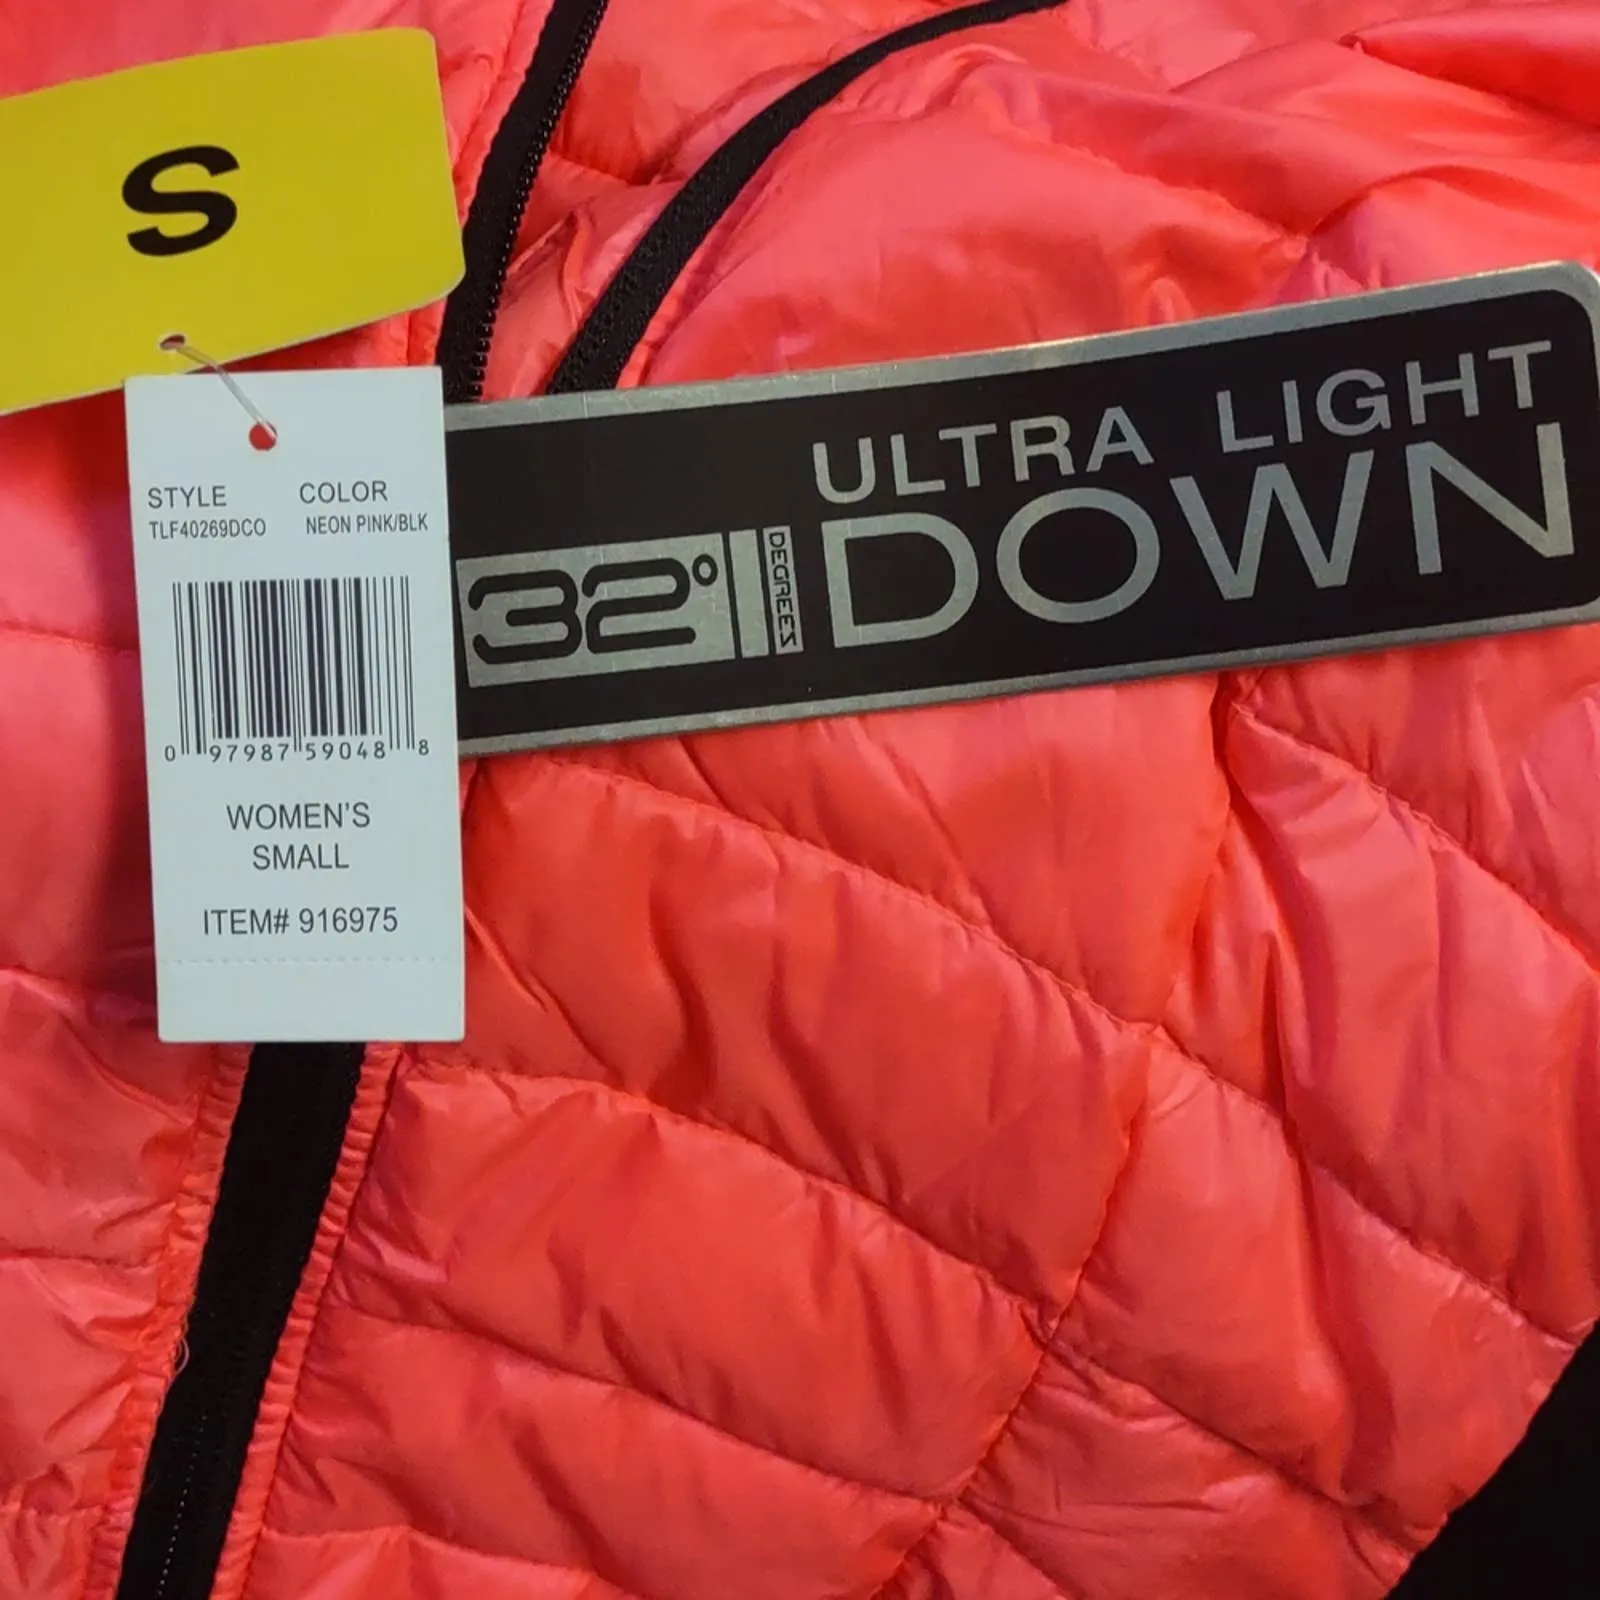 S
STYLE COLOR
TLF40269DCO NEON PINK/BLK
0 97987 59048 8
WOMEN'S
SMALL
ITEM# 916975
32° DEGREES
ULTRA LIGHT
DOWN